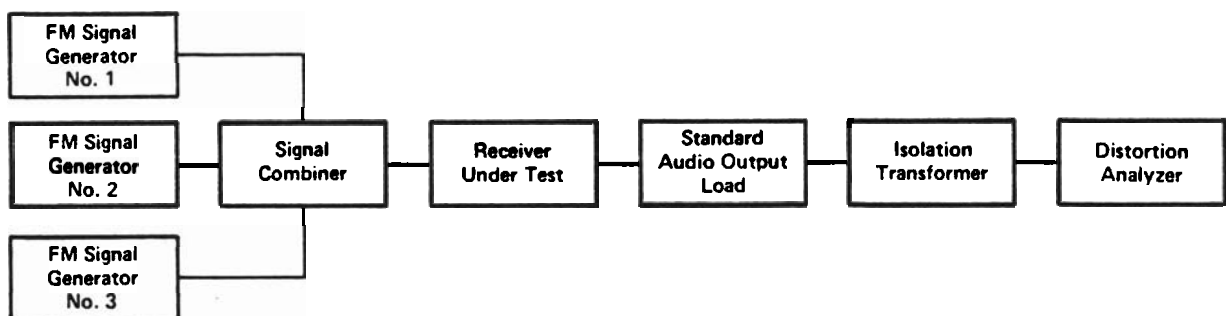 FM Signal
Generator
No. 1
FM Signal
Generator
No. 2
FM Signal
Generator
No. 3
Signal
Combiner
Receiver
Under Test
Standard
Audio Output
Load
Isolation
Transformer
Distortion
Analyzer